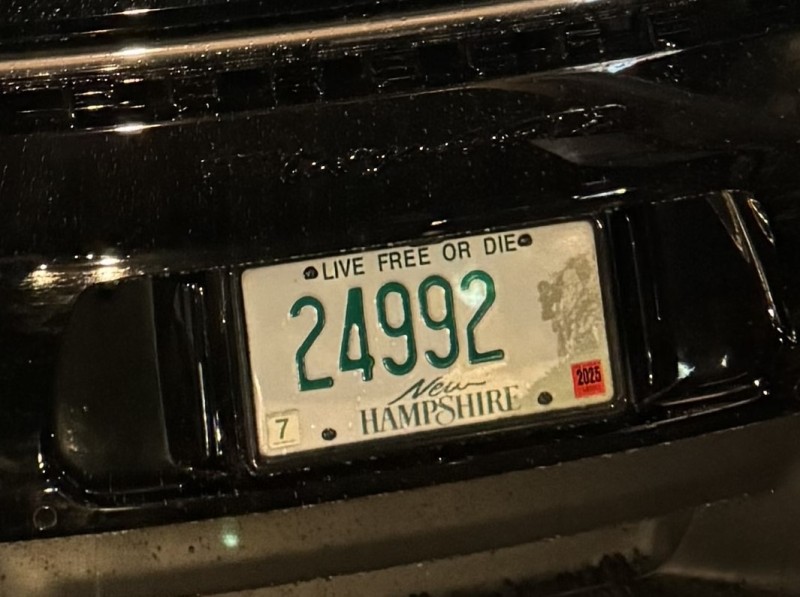 LIVE FREE OR DIE
24992
New
HAMPSHIRE
2025
7